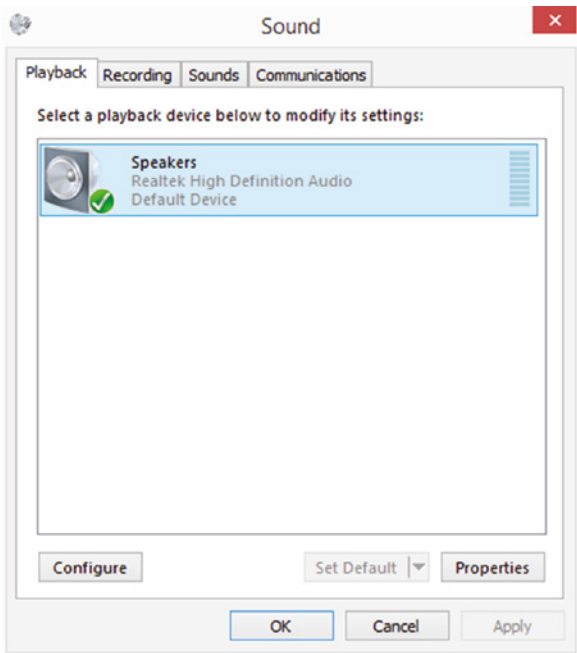 Sound
Playback Recording Sounds Communications
Select a playback device below to modify its settings:
Speakers
Realtek High Definition Audio
Default Device
Configure Set Default Properties
OK Cancel Apply